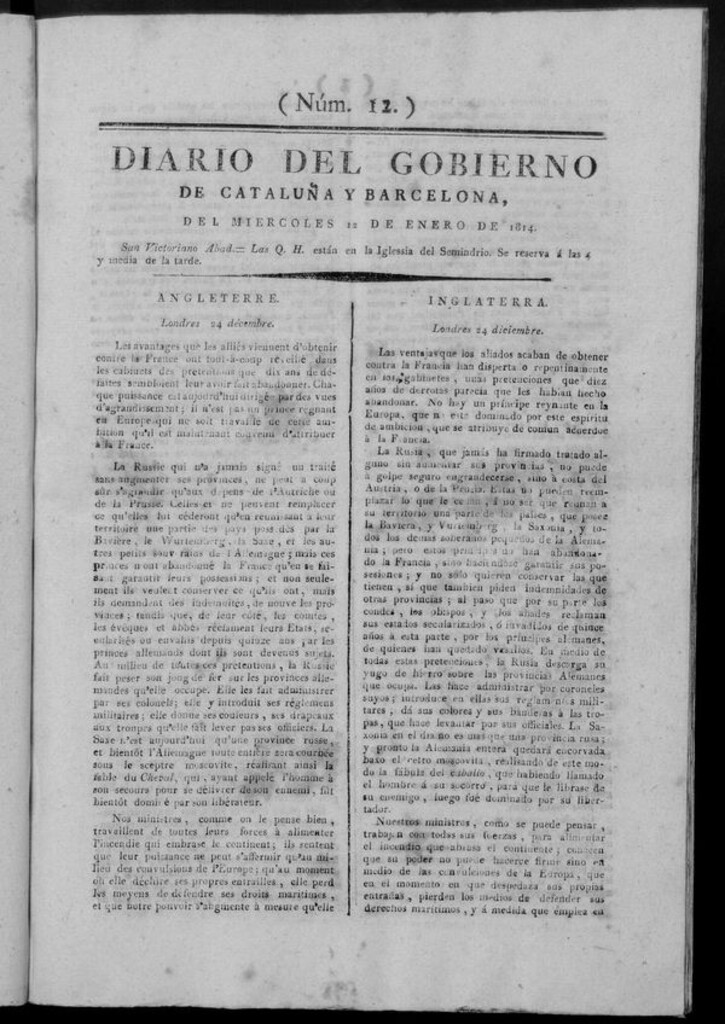 ( Núm. 12. )
DIARIO DEL GOBIERNO
DE CATALUÑA Y BARCELONA,
DEL MIERCOLES 12 DE ENERO DE 1814.
San Victoriano Abad.= Las Q. H. están en la Iglesia del Seminario. Se reserva á las 4
y media de la tarde.
ANGLETERRE.
Londres 24 décembre.
Les avantages que les alliés viennent d'obtenir
contre la France ont tout-à-coup réveillé dans
les cabinets des pretentions que dix ans de dé-
faites sembloient leur avoir fait abandonner. Cha-
que puissance est aujourd'hui dirigé par des vues
d'agrandissement; il n'est pas un prince regnant
en Europe qui ne soit travaillé de cette am-
bition qu'il est maintenant convenu d'attribuer
à la France.
La Russie qui n'a jamais signé un traité
sans augmenter ses provinces, ne peut à coup
sûr s'agrandir qu'aux dépens de l'Autriche ou
de la Prusse. Celles-ci ne peuvent remplacer
ce qu'elles lui céderont qu'en reunissant à leur
territoire une partie des pays possédés par la
Bavière, le Wurtemberg, la Saxe, et les au-
tres petits souverains de l'Allemagne; mais ces
princes n'ont abandonné la France qu'en se fai-
sant garantir leurs possessions; et non seule-
ment ils veulent conserver ce qu'ils ont, mais
ils demandent des indemnités, de nouvelles pro-
vinces; tandis que, de leur côté, les comtes,
les évêques et abbés réclament leurs Etats, se-
cularisés ou envahis depuis quinze ans, par les
princes allemands dont ils sont devenus sujets.
Au milieu de toutes ces prétentions, la Russie
fait peser son joug de fer sur les provinces alle-
mandes qu'elle occupe. Elle les fait administrer
par ses colonels; elle y introduit ses réglemens
militaires; elle donne ses couleurs, ses drapeaux
aux troupes qu'elle fait lever par ses officiers. La
Saxe n'est aujourd'hui qu'une province russe,
et bientôt l'Allemagne toute entière sera courbée
sous le sceptre moscovite, réalisant ainsi la
fable du Cheval, qui, ayant appelé l'homme à
son secours pour se délivrer de son ennemi, fut
bientôt dominé par son libérateur.
Nos ministres, comme on le pense bien,
travaillent de toutes leurs forces à alimenter
l'incendie qui embrase le continent; ils sentent
que leur puissance ne peut s'affermir qu'au mi-
lieu des convulsions de l'Europe; qu'au moment
où elle déchire ses propres entrailles, elle perd
les moyens de défendre ses droits maritimes,
et que notre pouvoir s'augmente à mesure qu'elle
INGLATERRA.
Londres 24 diciembre.
Las ventajas que los aliados acaban de obtener
contra la Francia han dispertado repentinamente
en sus gabinetes, unas pretenciones que diez
años de derrotas parecia que les habian hecho
abandonar. No hay un príncipe reynante en la
Europa, que no esté dominado por este espíritu
de ambicion, que se atribuye de comun acuerdo
á la Francia.
La Rusia, que jamás ha firmado tratado al-
guno sin aumentar sus provincias, no puede
á golpe seguro engrandecerse, sino à costa del
Austria, ò de la Prusia. Estas no pueden reem-
plazar lo que le cedan, á no ser que reunan a
su territorio una parte de los paises, que posee
la Baviera, y Vurtemberg, la Saxonia, y to-
dos los demas soberanos pequeños de la Alema-
nia; pero estos principes no han abandona-
do la Francia, sino haciendose garantir sus po-
sesiones; y no solo quieren conservar las que
tienen, si que tambien piden indemnidades de
otras provincias; al paso que por su parte los
condes, los obispos, y los abades reclaman
sus estados secularizados, ó invadidos de quince
años à esta parte, por los principes alemanes,
de quienes han quedado vasallos. En medio de
todas estas pretenciones, la Rusia descarga su
yugo de hierro sobre las provincias Alemanes
que ocupa. Las hace administrar por coroneles
suyos; introduce en ellas sus reglamentos mili-
tares, dá sus colores y sus banderas à las tro-
pas, que hace levantar por sus officiales. La Sa-
xonia en el dia no es mas que una provincia rusa;
y pronto la Alemania entera quedará encorvada
baxo el cetro moscovita, realisando de este mo-
do la fábula del caballo, que habiendo llamado
el hombre á su socorro, para que le librase de
su enemigo, luego fué dominado por su liber-
tador.
Nuestros ministros, como se puede pensar,
trabajan con todas sus fuerzas, para alimentar
el incendio que abrasa el continente; conocen
que su poder no puede hacerce firme sino en
medio de las convulsiones de la Europa, que
en el momento en que despedaza sus propias
entrañas, pierden los medios de defender sus
derechos marítimos, y á medida que emplea en